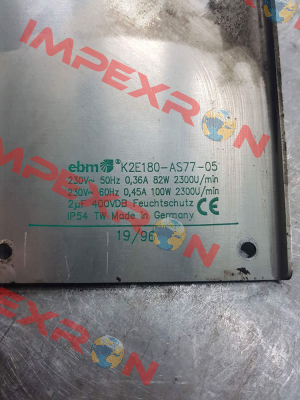 IMPEXRON
ebm K2E180-AS77-05
230V~ 50Hz 0,36A 82W 2300U/min
230V~ 60Hz 0,45A 100W 2300U/min
2µF 400VDB Feuchtschutz CE
IP54 TW Made in Germany
19/96
IMPEXRON